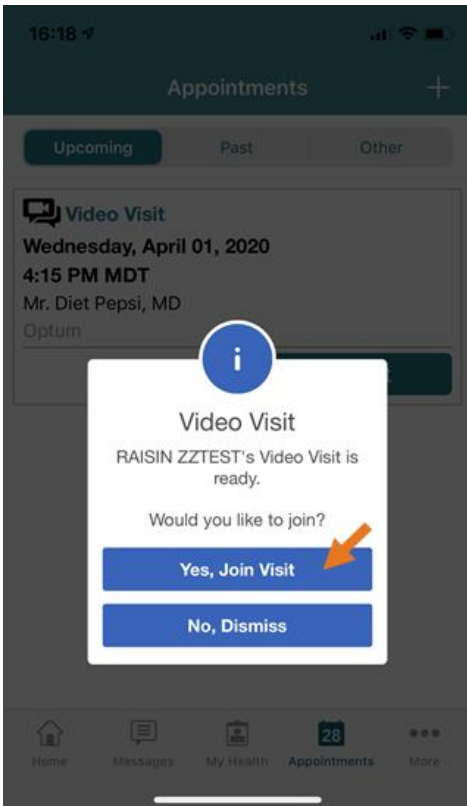 16:18
Appointments
Upcoming Past Other
Video Visit
Wednesday, April 01, 2020
4:15 PM MDT
Mr. Diet Pepsi, MD
Optum
i
Video Visit
RAISIN ZZTEST's Video Visit is
ready.
Would you like to join?
Yes, Join Visit
No, Dismiss
28
Home Messages My Health Appointments More